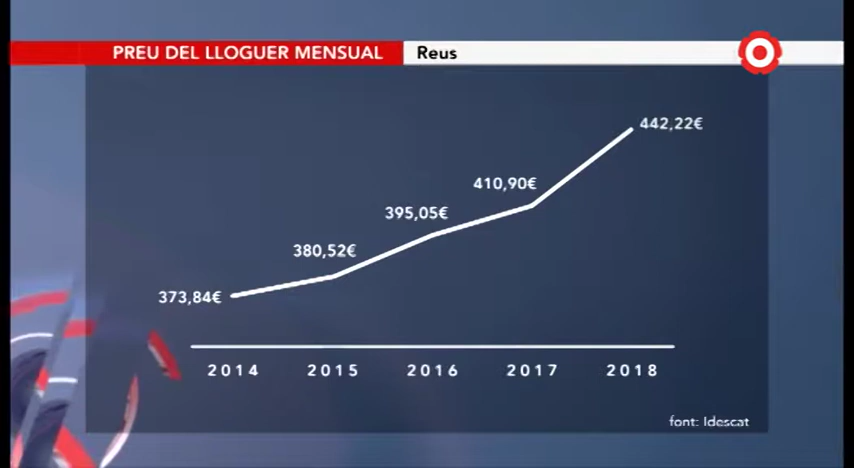 PREU DEL LLOGUER MENSUAL Reus
442,22€
410,90€
395,05€
380,52€
373,84€
2014 2015 2016 2017 2018
font: Idescat